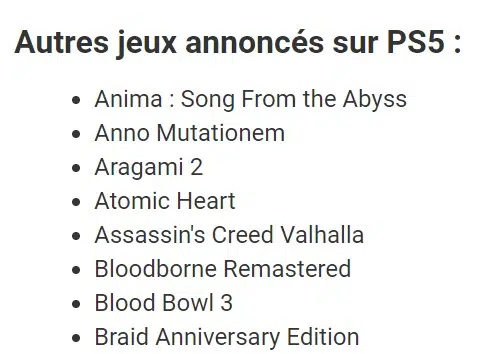 Autres jeux annoncés sur PS5 :
Anima : Song From the Abyss
Anno Mutationem
Aragami 2
Atomic Heart
Assassin's Creed Valhalla
Bloodborne Remastered
Blood Bowl 3
Braid Anniversary Edition